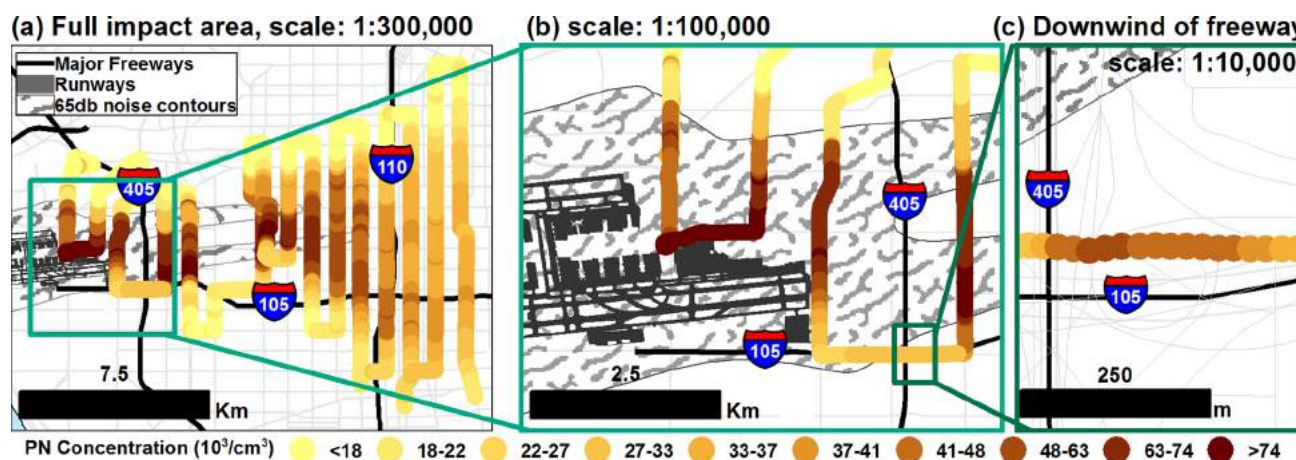 (a) Full impact area, scale: 1:300,000
Major Freeways
Runways
65db noise contours
405
110
105
7.5
Km
(b) scale: 1:100,000
405
105
2.5
Km
(c) Downwind of freeway
scale: 1:10,000
405
105
250
m
PN Concentration (10³/cm³) <18 18-22 22-27 27-33 33-37 37-41 41-48 48-63 63-74 >74